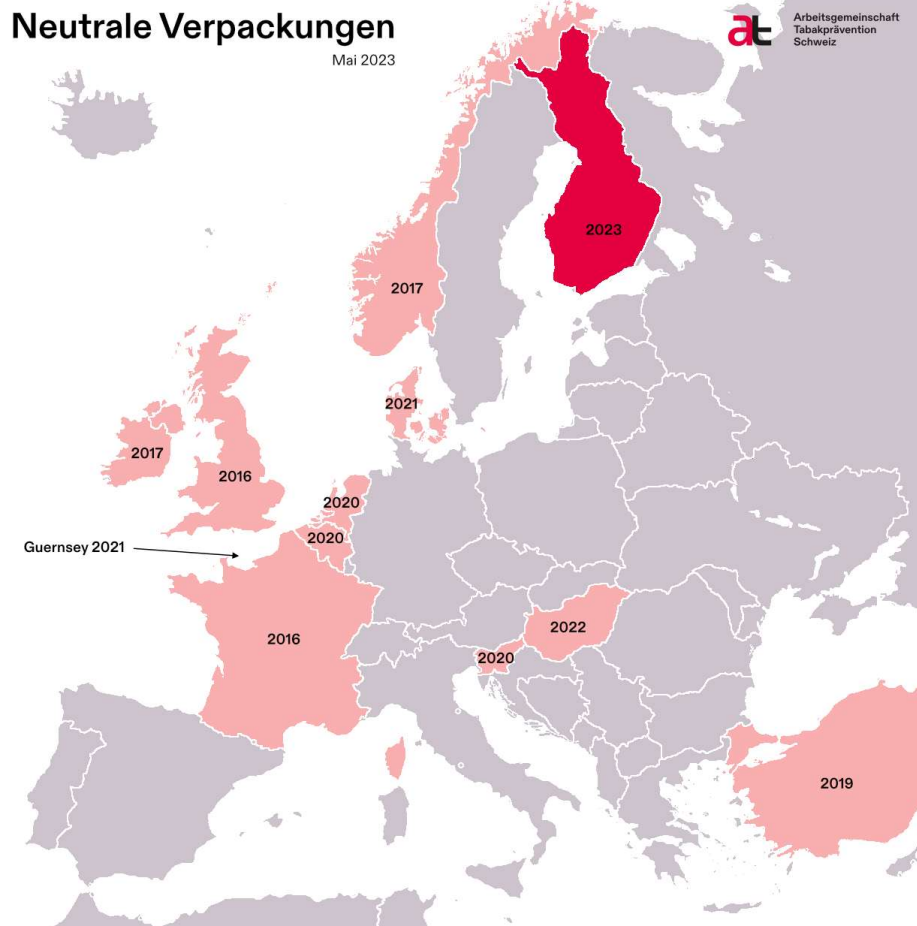 Neutrale Verpackungen
Mai 2023
at
Arbeitsgemeinschaft
Tabakprävention
Schweiz
2023
2017
2021
2017
2016
2020
2020
Guernsey 2021
2022
2016
2020
2019